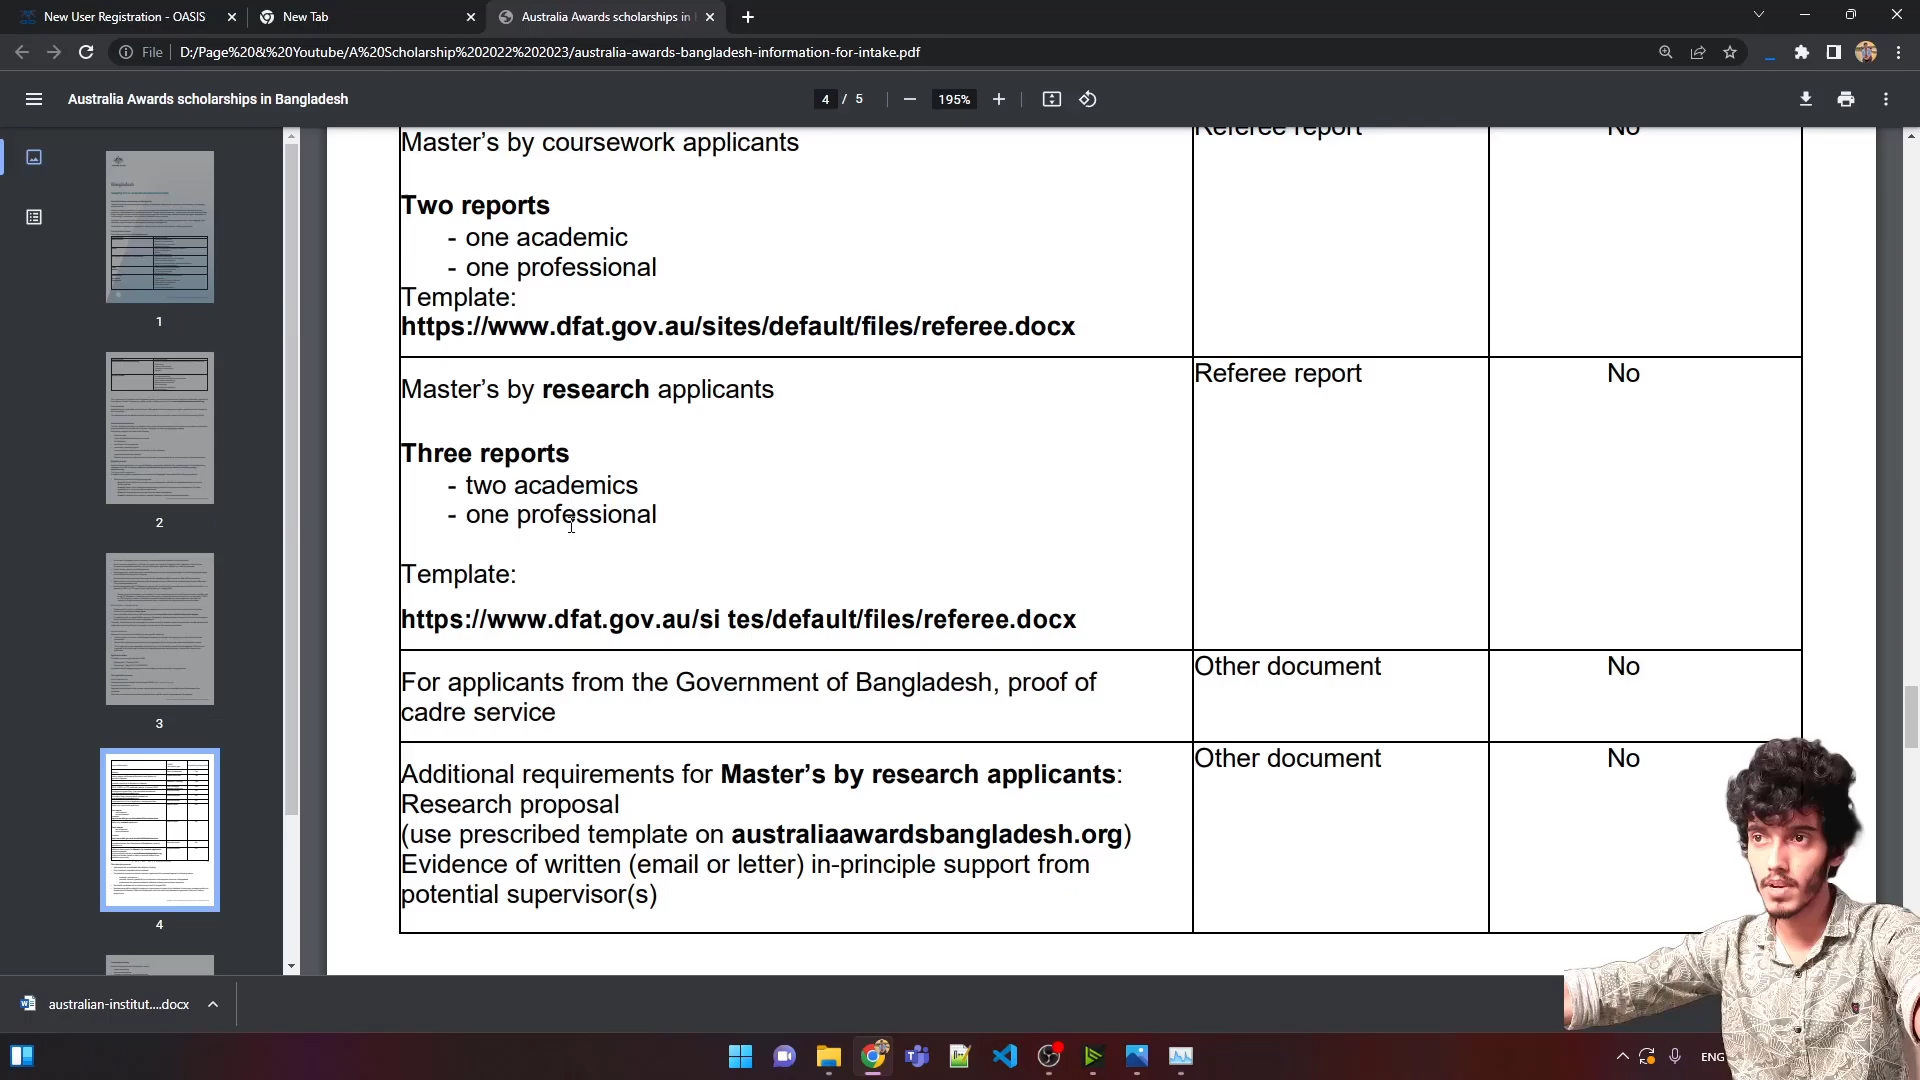 New User Registration - OASIS
New Tab
Australia Awards scholarships in
File
D:/Page%20&%20Youtube/A%20Scholarship%202022%202023/australia-awards-bangladesh-information-for-intake.pdf
Australia Awards scholarships in Bangladesh
4 / 5
195%
1
2
3
4
Master’s by coursework applicants
Referee report
No
Two reports
- one academic
- one professional
Template:
https://www.dfat.gov.au/sites/default/files/referee.docx
Master’s by research applicants
Referee report
No
Three reports
- two academics
- one professional
Template:
https://www.dfat.gov.au/si tes/default/files/referee.docx
For applicants from the Government of Bangladesh, proof of
cadre service
Other document
No
Additional requirements for Master’s by research applicants:
Research proposal
(use prescribed template on australiaawardsbangladesh.org)
Evidence of written (email or letter) in-principle support from
potential supervisor(s)
Other document
No
australian-institut....docx
ENG